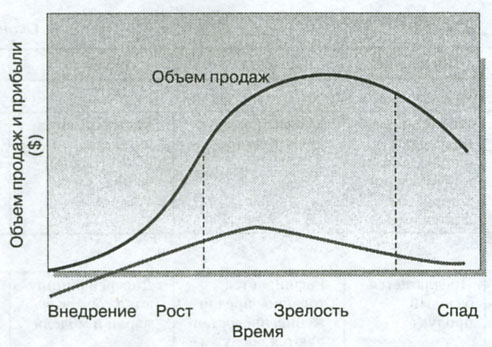 Объем продаж и прибыли
($)
Объем продаж
Внедрение Рост Зрелость Спад
Время